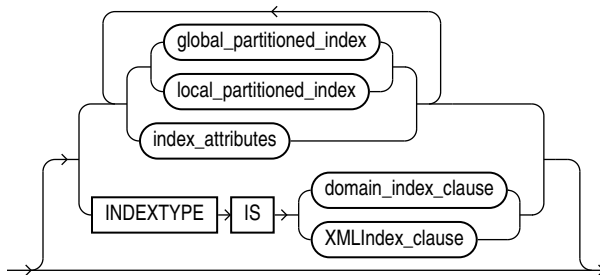 global_partitioned_index
local_partitioned_index
index_attributes
domain_index_clause
INDEXTYPE IS
XMLIndex_clause